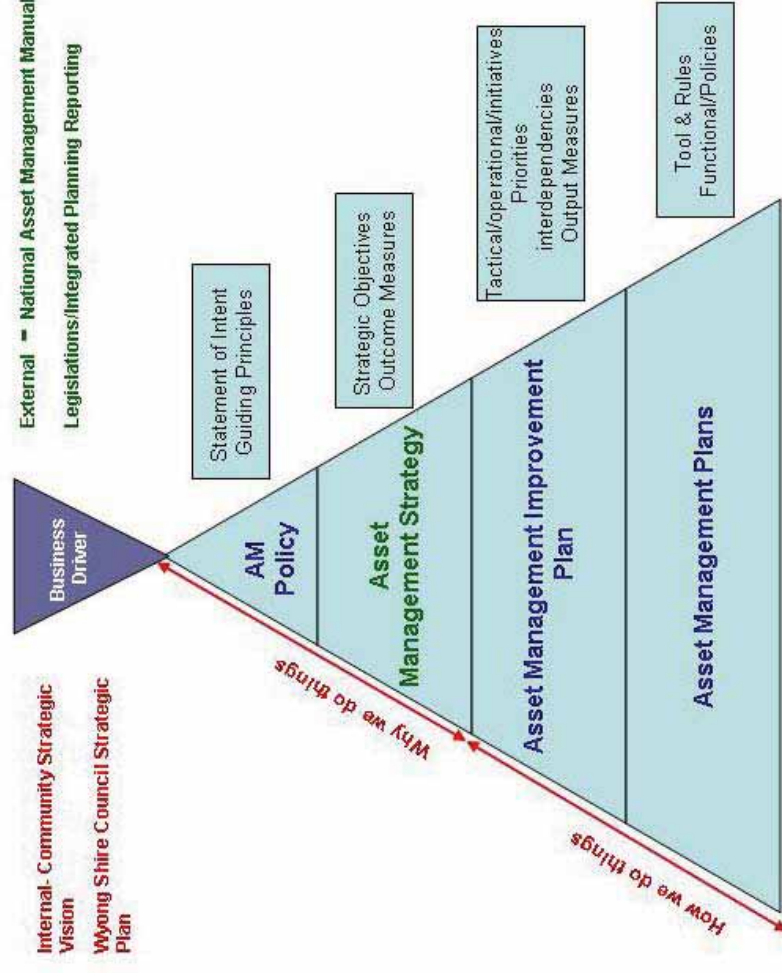 Internal- Community Strategic
Vision
Wyong Shire Council Strategic
Plan
Business
Driver
External - National Asset Management Manual
Legislations/Integrated Planning Reporting
AM
Policy
Statement of Intent
Guiding Principles
Asset
Management Strategy
Strategic Objectives
Outcome Measures
Why we do things
Asset Management Improvement
Plan
Tactical/operational/initiatives
Priorities
interdependencies
Output Measures
How we do things
Asset Management Plans
Tool & Rules
Functional/Policies